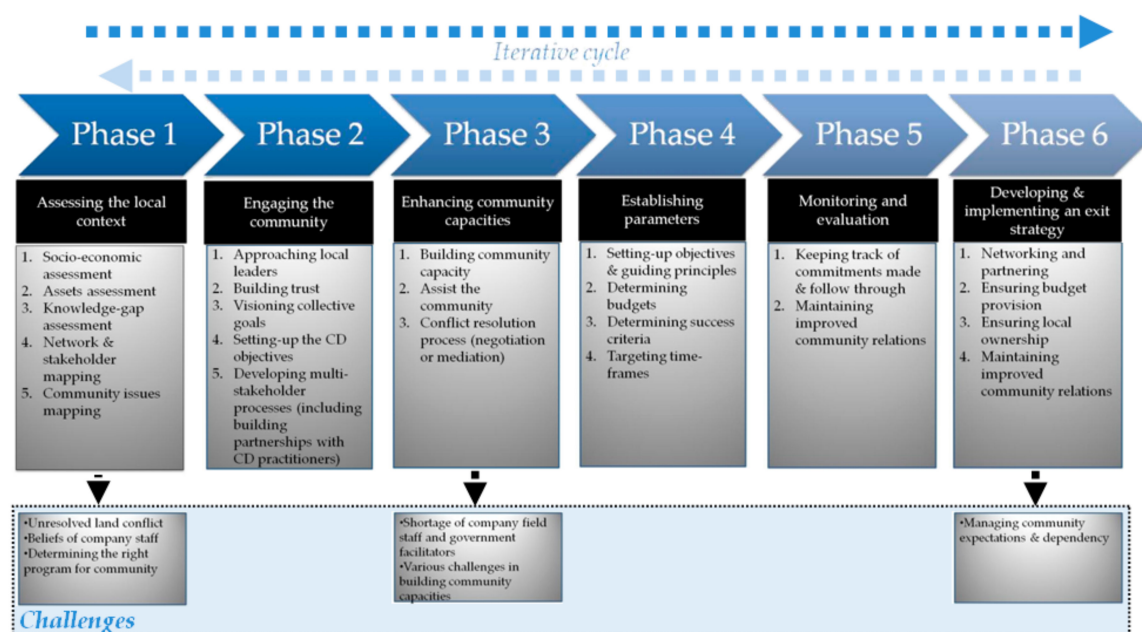 Iterative cycle
Phase 1
Phase 2
Phase 3
Phase 4
Phase 5
Phase 6
Assessing the local
context
1. Socio-economic
assessment
2. Assets assessment
3. Knowledge-gap
assessment
4. Network &
stakeholder
mapping
5. Community issues
mapping
Engaging the
community
1. Approaching local
leaders
2. Building trust
3. Visioning collective
goals
4. Setting-up the CD
objectives
5. Developing multi-
stakeholder
processes (including
building
partnerships with
CD practitioners)
Enhancing community
capacities
1. Building community
capacity
2. Assist the
community
3. Conflict resolution
process (negotiation
or mediation)
Establishing
parameters
1. Setting-up objectives
& guiding principles
2. Determining
budgets
3. Determining success
criteria
4. Targeting time-
frames
Monitoring and
evaluation
1. Keeping track of
commitments made
& follow through
2. Maintaining
improved
community relations
Developing &
implementing an exit
strategy
1. Networking and
partnering
2. Ensuring budget
provision
3. Ensuring local
ownership
4. Maintaining
improved
community relations
•Unresolved land conflict
•Beliefs of company staff
•Determining the right
program for community
•Shortage of company field
staff and government
facilitators
•Various challenges in
building community
capacities
•Managing community
expectations & dependency
Challenges